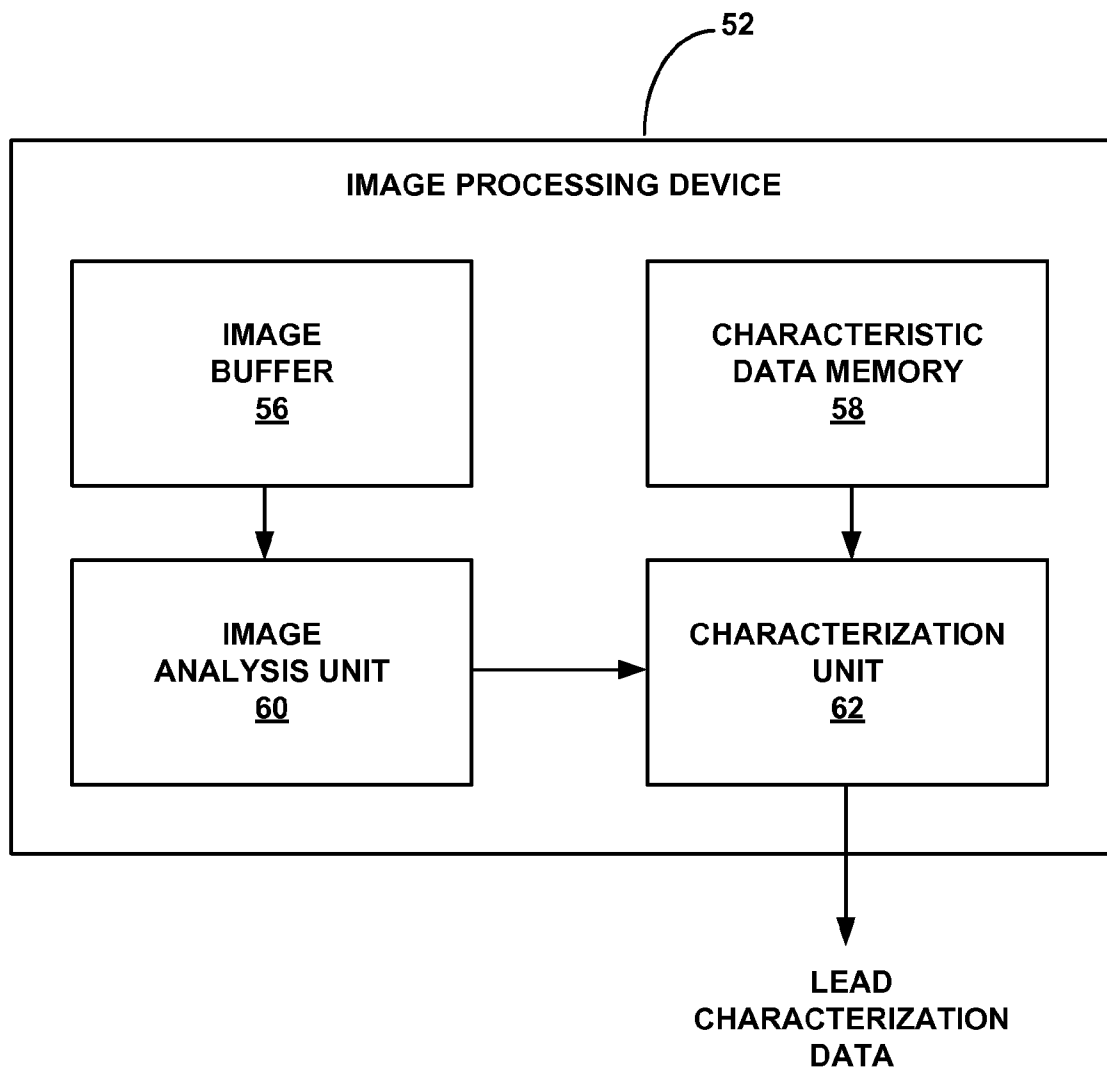 52
IMAGE PROCESSING DEVICE
IMAGE
BUFFER
56
CHARACTERISTIC
DATA MEMORY
58
IMAGE
ANALYSIS UNIT
60
CHARACTERIZATION
UNIT
62
LEAD
CHARACTERIZATION
DATA